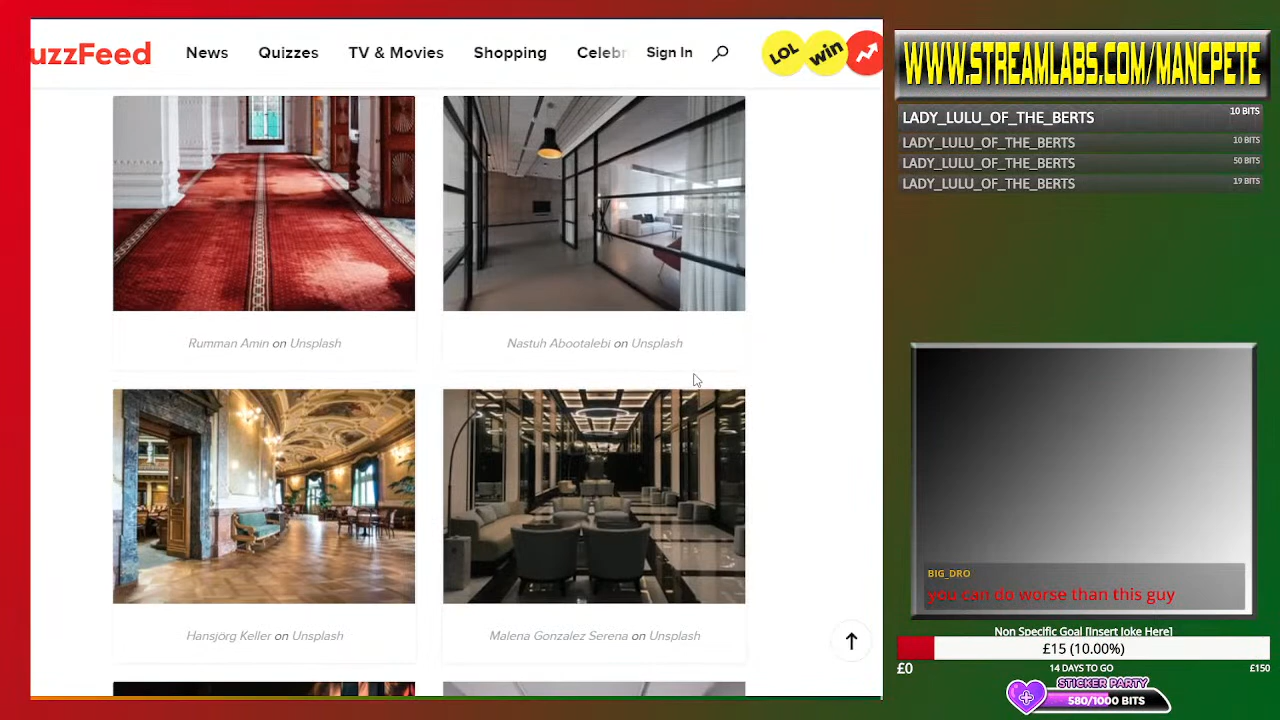 uzzFeed
News
Quizzes
TV & Movies
Shopping
Celebr
Sign In
LOL
win
Rumman Amin on Unsplash
Nastuh Abootalebi on Unsplash
Hansjörg Keller on Unsplash
Malena Gonzalez Serena on Unsplash
WWW.STREAMLABS.COM/MANCPETE
LADY_LULU_OF_THE_BERTS 10 BITS
LADY_LULU_OF_THE_BERTS 10 BITS
LADY_LULU_OF_THE_BERTS 50 BITS
LADY_LULU_OF_THE_BERTS 19 BITS
BIG_DRO
you can do worse than this guy
Non Specific Goal [Insert Joke Here]
£15 (10.00%)
£0 14 DAYS TO GO £150
STICKER PARTY
580/1000 BITS